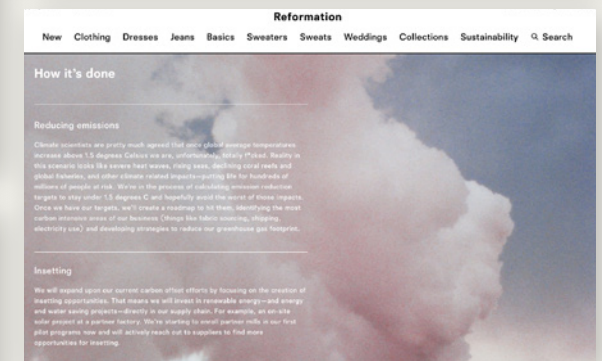 Reformation
New Clothing Dresses Jeans Basics Sweaters Sweats Weddings Collections Sustainability Search
How it's done
Reducing emissions
Climate scientists are pretty much agreed that once global average temperatures
increase above 1.5 degrees Celsius we are, unfortunately, totally f*cked. Reality in
this scenario looks like severe heat waves, rising seas, declining coral reefs and
global fisheries, and other climate related impacts—putting life for hundreds of
millions of people at risk. We're in the process of calculating emission reduction
targets to stay under 1.5 degrees C and hopefully avoid the worst of those impacts.
Once we have our targets, we'll create a roadmap to hit them, identifying the most
carbon intensive areas of our business (things like fabric sourcing, shipping,
electricity use) and developing strategies to reduce our greenhouse gas footprint.
Insetting
We will expand upon our current carbon offset efforts by focusing on the creation of
insetting opportunities. That means we will invest in renewable energy—and energy
and water saving projects—directly in our supply chain. For example, an on-site
solar project at a partner factory. We're starting to enroll partner mills in our first
pilot programs now and will actively reach out to suppliers to find more
opportunities for insetting.